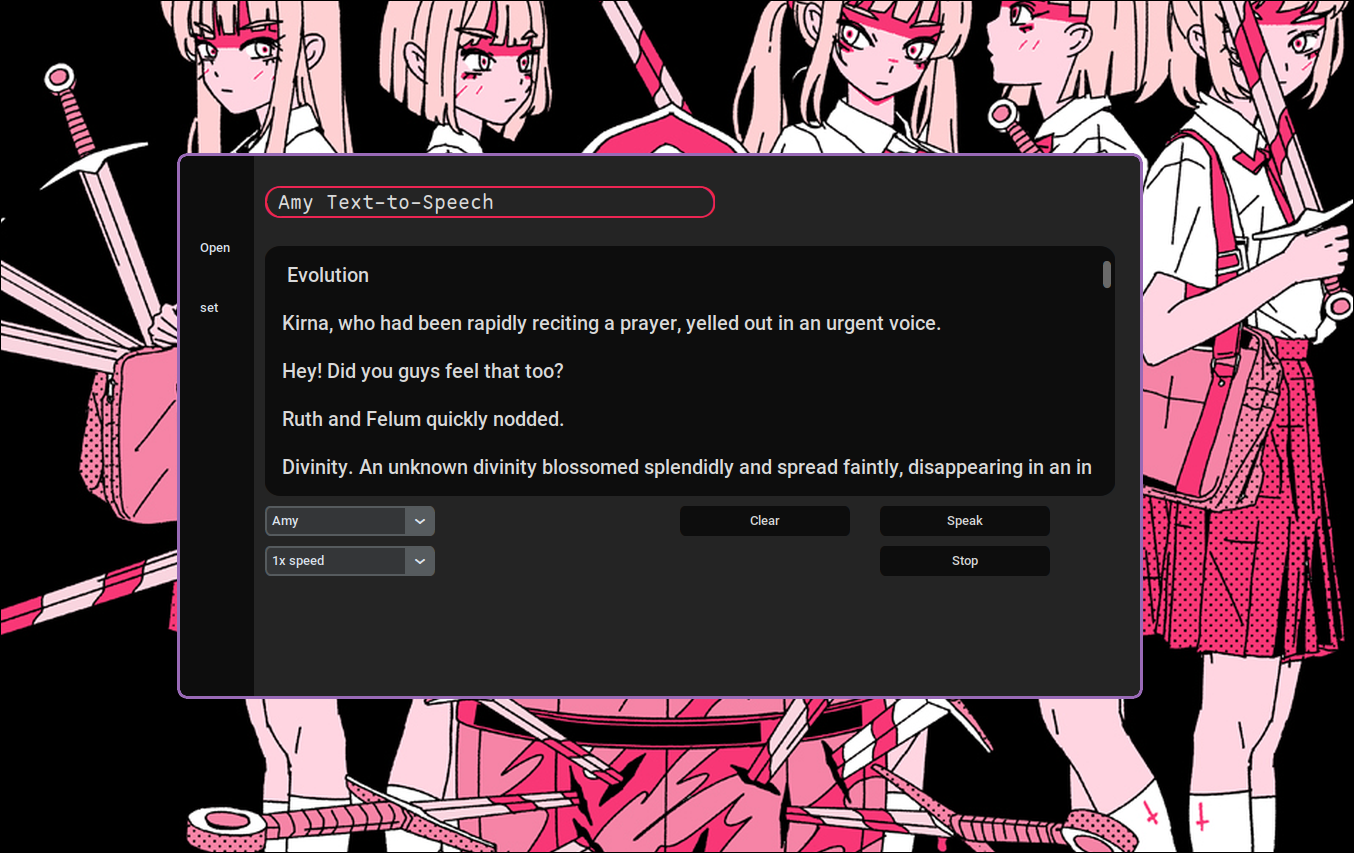 Amy Text-to-Speech
Open
set
Evolution
Kirna, who had been rapidly reciting a prayer, yelled out in an urgent voice.
Hey! Did you guys feel that too?
Ruth and Felum quickly nodded.
Divinity. An unknown divinity blossomed splendidly and spread faintly, disappearing in an in
Amy
Clear
Speak
1x speed
Stop